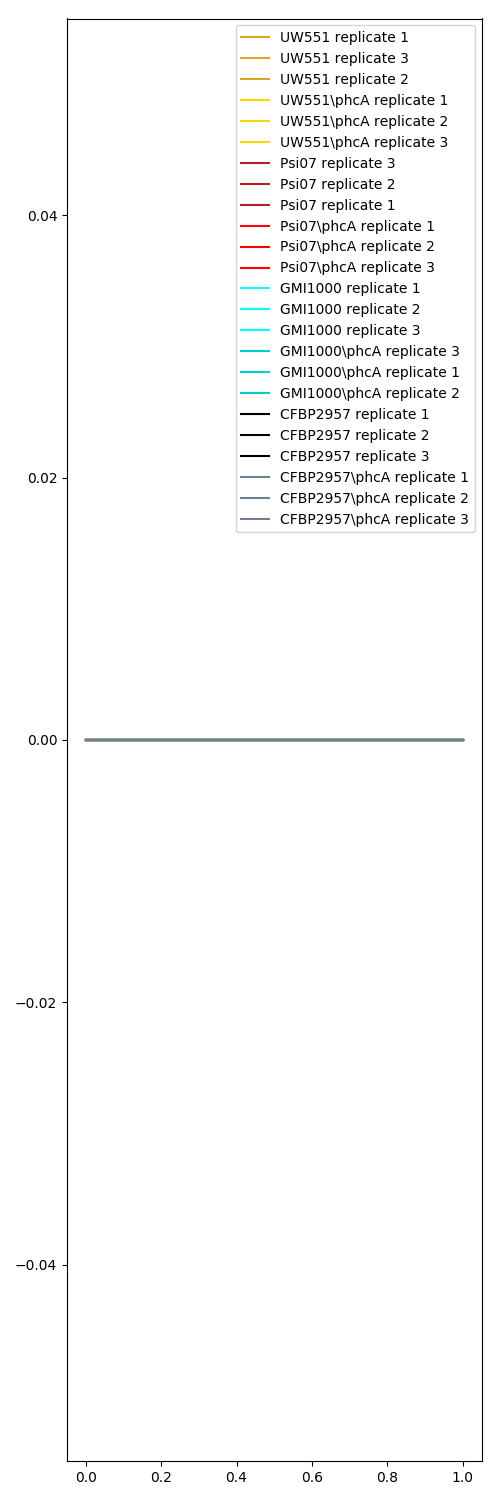 UW551 replicate 1
UW551 replicate 3
UW551 replicate 2
UW551\phcA replicate 1
UW551\phcA replicate 2
UW551\phcA replicate 3
Psi07 replicate 3
Psi07 replicate 2
Psi07 replicate 1
Psi07\phcA replicate 1
Psi07\phcA replicate 2
Psi07\phcA replicate 3
GMI1000 replicate 1
GMI1000 replicate 2
GMI1000 replicate 3
GMI1000\phcA replicate 3
GMI1000\phcA replicate 1
GMI1000\phcA replicate 2
CFBP2957 replicate 1
CFBP2957 replicate 2
CFBP2957 replicate 3
CFBP2957\phcA replicate 1
CFBP2957\phcA replicate 2
CFBP2957\phcA replicate 3
0.04
0.02
0.00
−0.02
−0.04
0.0 0.2 0.4 0.6 0.8 1.0